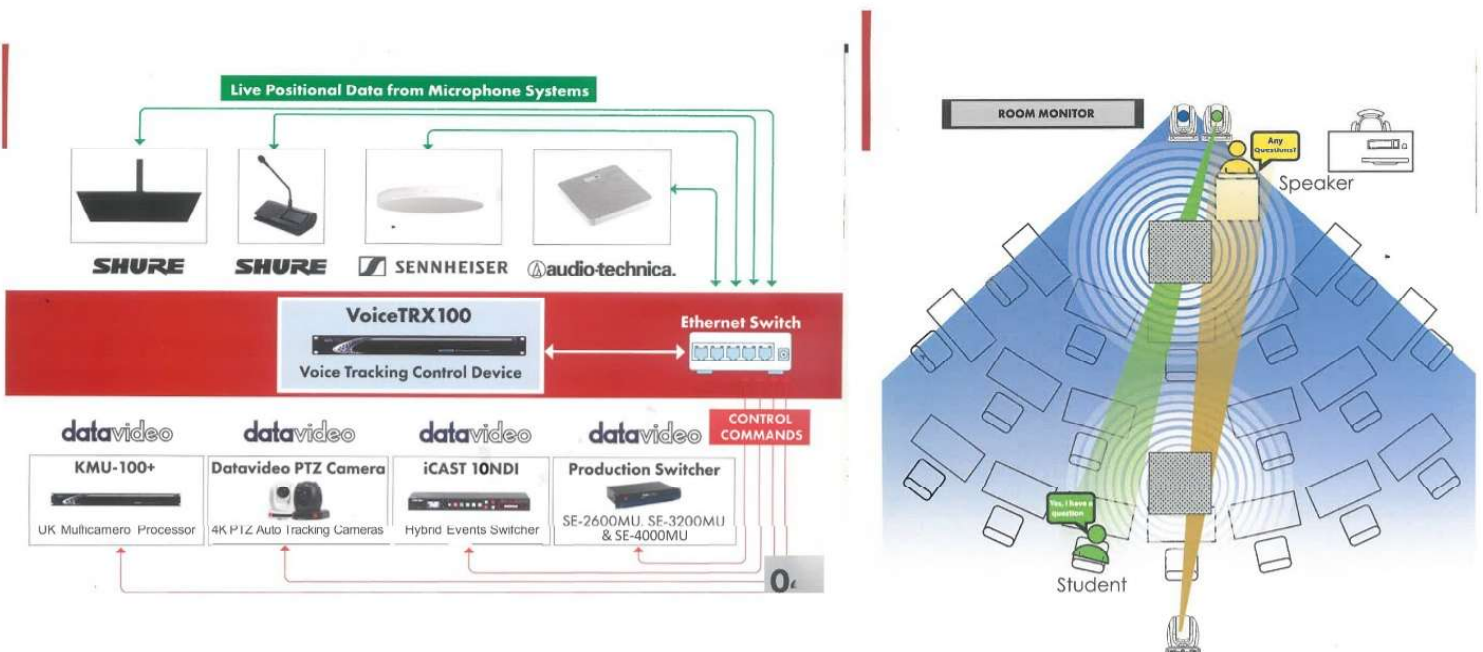 Live Positional Data from Microphone Systems
SHURE
SHURE
SENNHEISER
audio-technica.
VoiceTRX100
Voice Tracking Control Device
Ethernet Switch
CONTROL
COMMANDS
datavideo
KMU-100+
UK Multicamero Processor
datavideo
Datavideo PTZ Camera
4K PTZ Auto Tracking Cameras
datavideo
iCAST 10NDI
Hybrid Events Switcher
datavideo
Production Switcher
SE-2600MU. SE-3200MU
& SE-4000MU
0
ROOM MONITOR
Any
Questions?
Speaker
Yes, I have a
question
Student